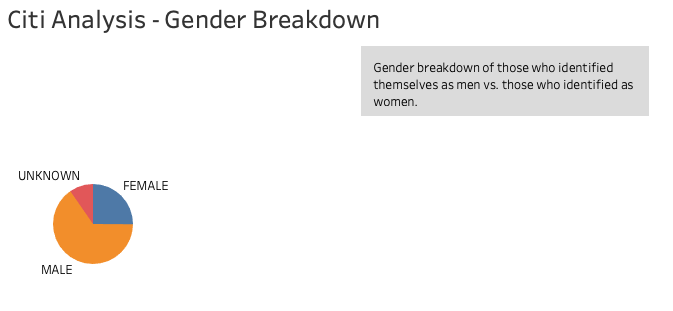 Citi Analysis - Gender Breakdown
Gender breakdown of those who identified
themselves as men vs. those who identified as
women.
UNKNOWN
FEMALE
MALE